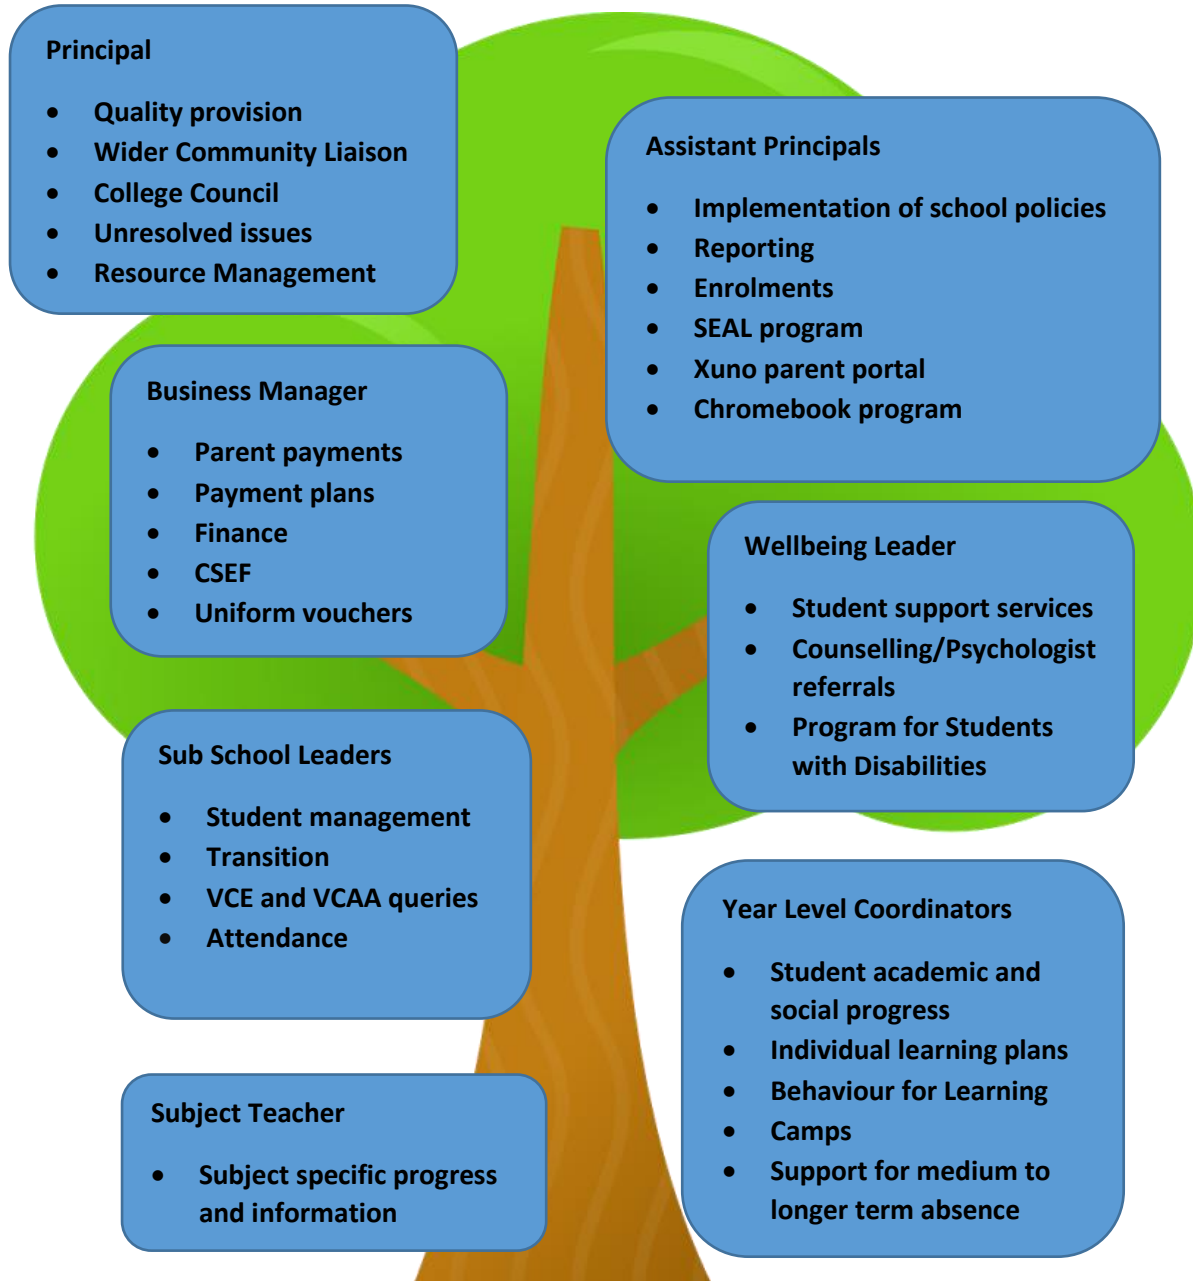 Principal
• Quality provision
• Wider Community Liaison
• College Council
• Unresolved issues
• Resource Management
Assistant Principals
• Implementation of school policies
• Reporting
• Enrolments
• SEAL program
• Xuno parent portal
• Chromebook program
Business Manager
• Parent payments
• Payment plans
• Finance
• CSEF
• Uniform vouchers
Wellbeing Leader
• Student support services
• Counselling/Psychologist
referrals
• Program for Students
with Disabilities
Sub School Leaders
• Student management
• Transition
• VCE and VCAA queries
• Attendance
Year Level Coordinators
• Student academic and
social progress
• Individual learning plans
• Behaviour for Learning
• Camps
• Support for medium to
longer term absence
Subject Teacher
• Subject specific progress
and information